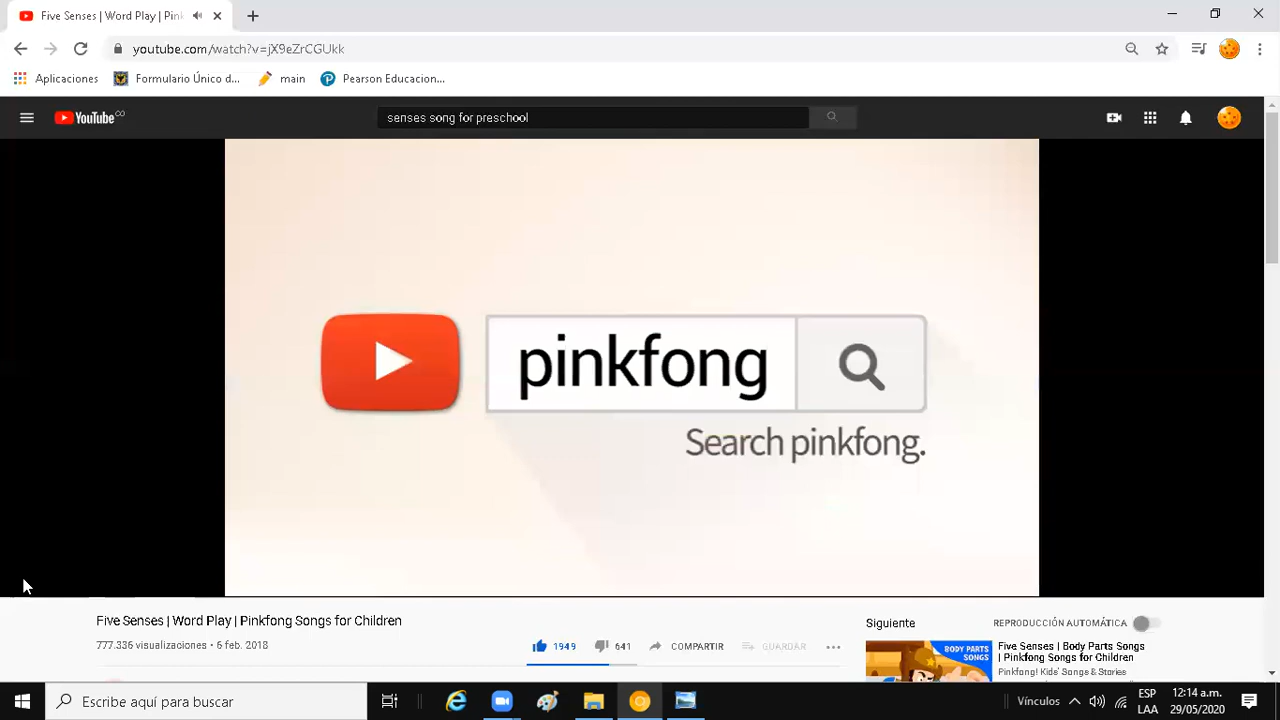 Five Senses | Word Play | Pin
youtube.com/watch?v=jX9eZrCGUkk
Aplicaciones
Formulario Único d...
main
Pearson Educacion...
YouTube CO
senses song for preschool
pinkfong
Search pinkfong.
Five Senses | Word Play | Pinkfong Songs for Children
777.336 visualizaciones • 6 feb. 2018
1949
641
COMPARTIR
GUARDAR
Siguiente
REPRODUCCIÓN AUTOMÁTICA
BODY PARTS
SONGS
Five Senses | Body Parts Songs
| Pinkfong Songs for Children
Pinkfong! Kids' Songs & Stories
Escribe aquí para buscar
Vínculos
ESP
LAA
12:14 a.m.
29/05/2020